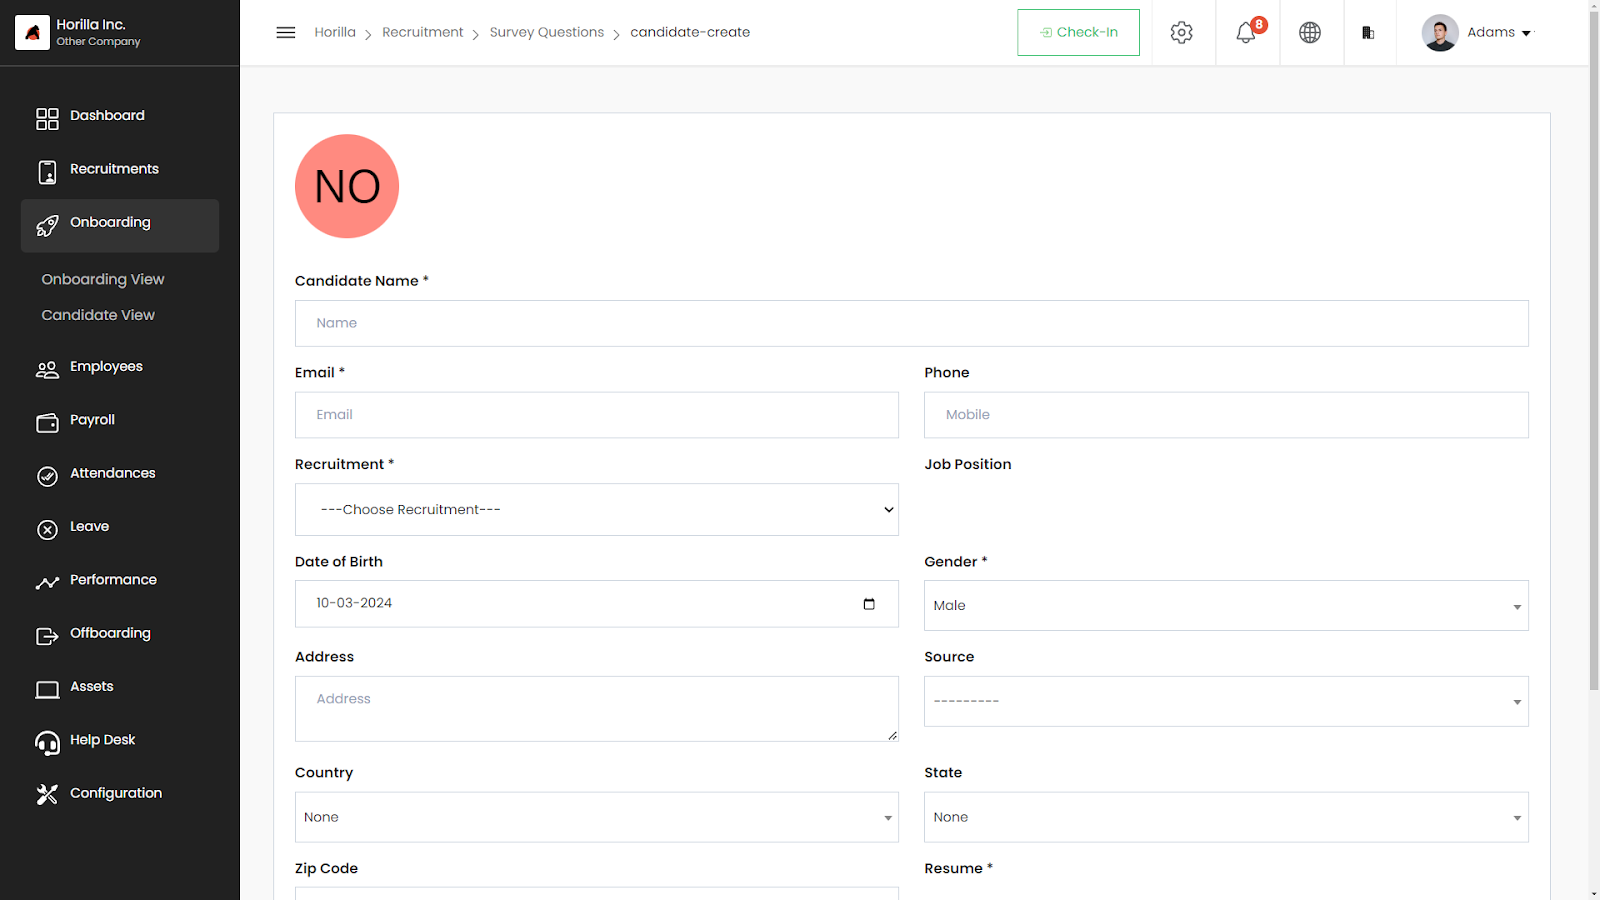 Horilla Inc.
Other Company
Horilla > Recruitment > Survey Questions > candidate-create
Check-In
8
Adams
Dashboard
Recruitments
Onboarding
Onboarding View
Candidate View
Employees
Payroll
Attendances
Leave
Performance
Offboarding
Assets
Help Desk
Configuration
NO
Candidate Name *
Name
Email *
Phone
Email
Mobile
Recruitment *
Job Position
---Choose Recruitment---
Date of Birth
Gender *
10-03-2024
Male
Address
Source
Address
---------
Country
State
None
None
Zip Code
Resume *